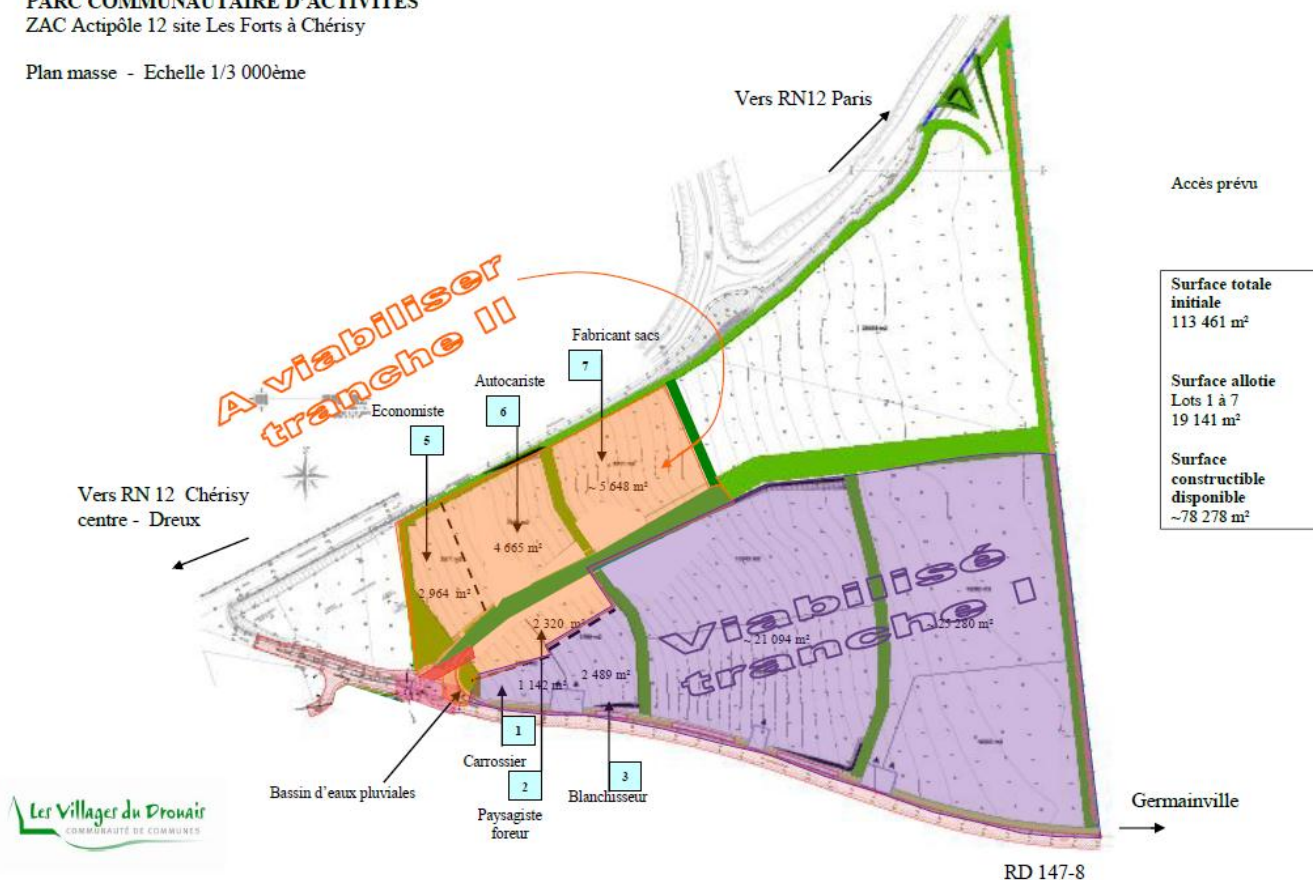 PARC COMMUNAUTAIRE D'ACTIVITES
ZAC Actipôle 12 site Les Forts à Chérisy
Plan masse - Echelle 1/3 000ème
Vers RN12 Paris
Accès prévu
Surface totale
initiale
113 461 m²
Surface allotie
Lots 1 à 7
19 141 m²
Surface
constructible
disponible
~78 278 m²
A viabiliser
tranche II
Fabricant sacs
7
Autocariste
6
Economiste
5
Vers RN 12 Chérisy
centre - Dreux
~ 5 648 m²
4 665 m²
2 964 m²
2 320 m²
Viabilisé
tranche I
~ 21 094 m²
~ 25 280 m²
2 489 m²
1 142 m²
1
Carrossier
2
Paysagiste
foreur
3
Blanchisseur
Bassin d'eaux pluviales
Les Villages du Drouais
COMMUNAUTÉ DE COMMUNES
Germainville
RD 147-8